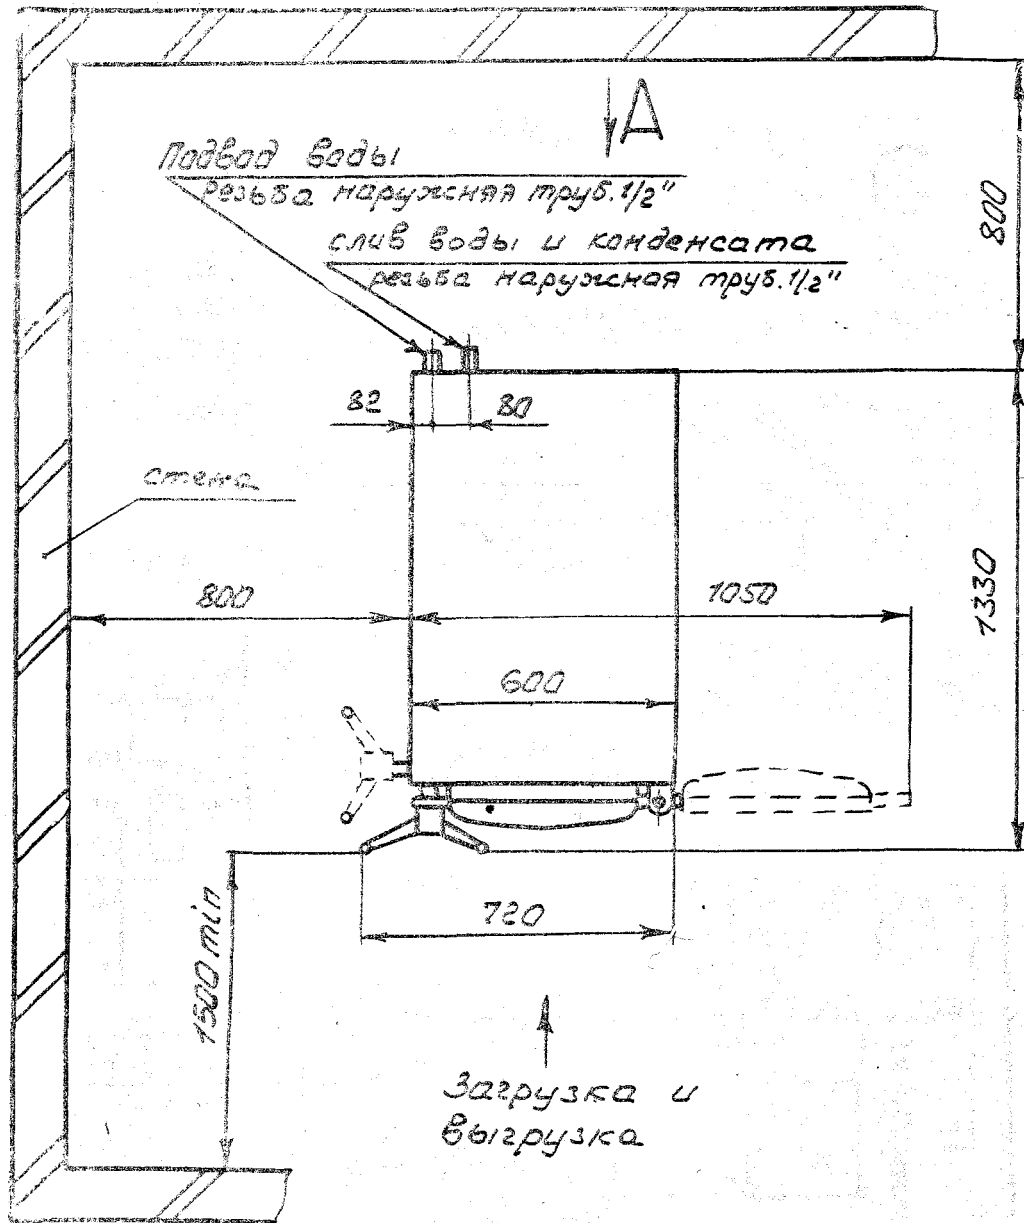 А
Подвод воды
резьба наружняя труб. 1/2"
800
слив воды и конденсата
резьба наружная труб. 1/2"
82
80
стена
800
1050
1330
600
720
1500 min
Загрузка и
выгрузка